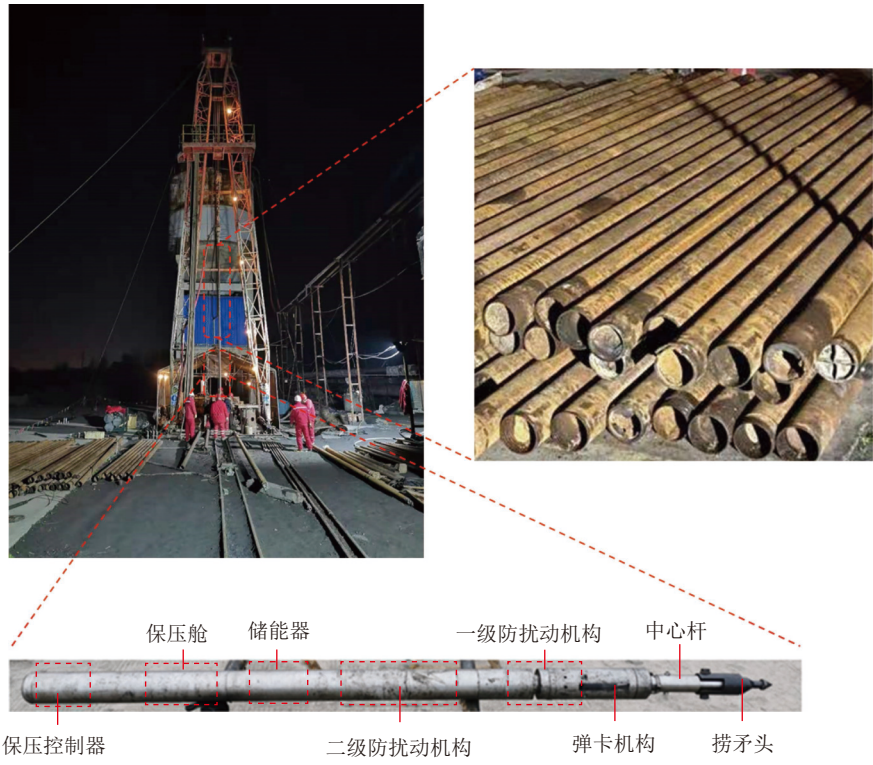 保压舱
储能器
一级防扰动机构
中心杆
保压控制器
二级防扰动机构
弹卡机构
捞矛头